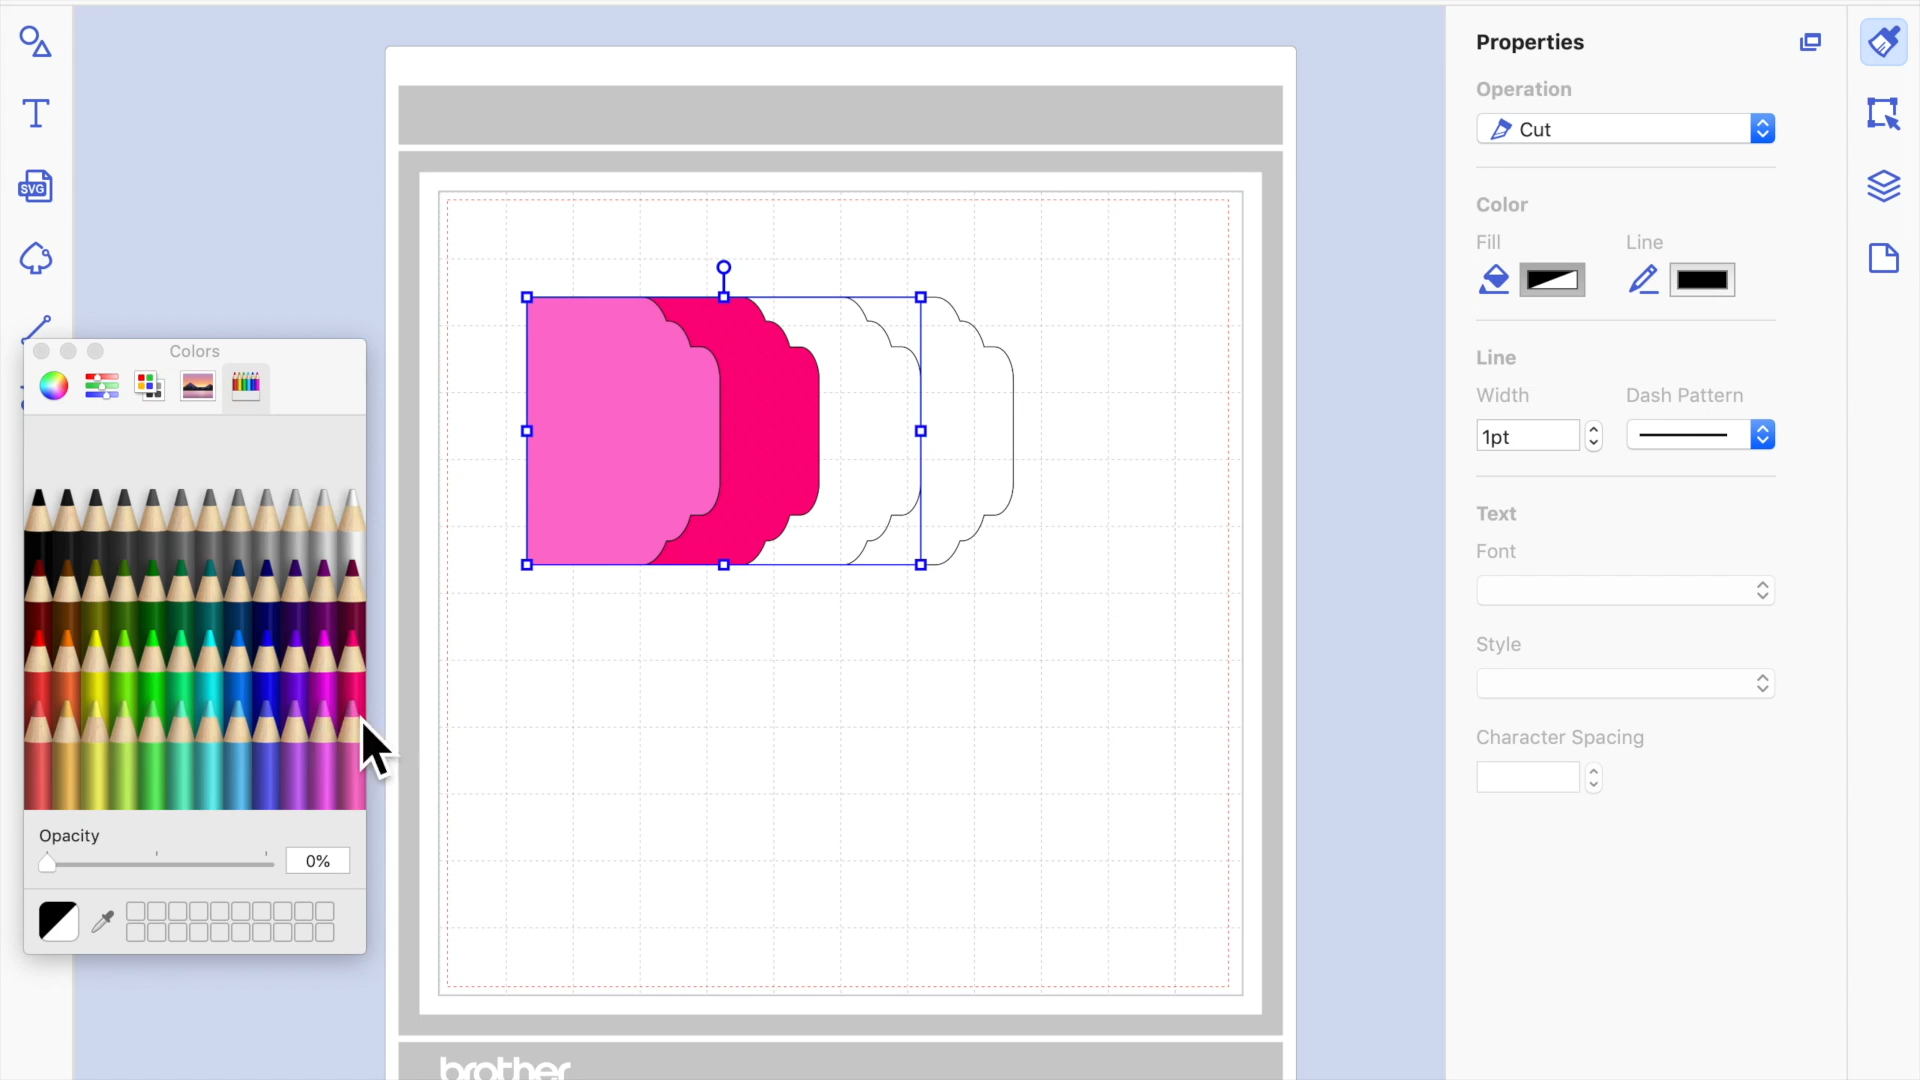 Properties
Operation
Cut
Color
Fill
Line
Line
Width
Dash Pattern
1pt
Text
Font
Style
Character Spacing
T
SVG
Colors
Opacity
0%
brother